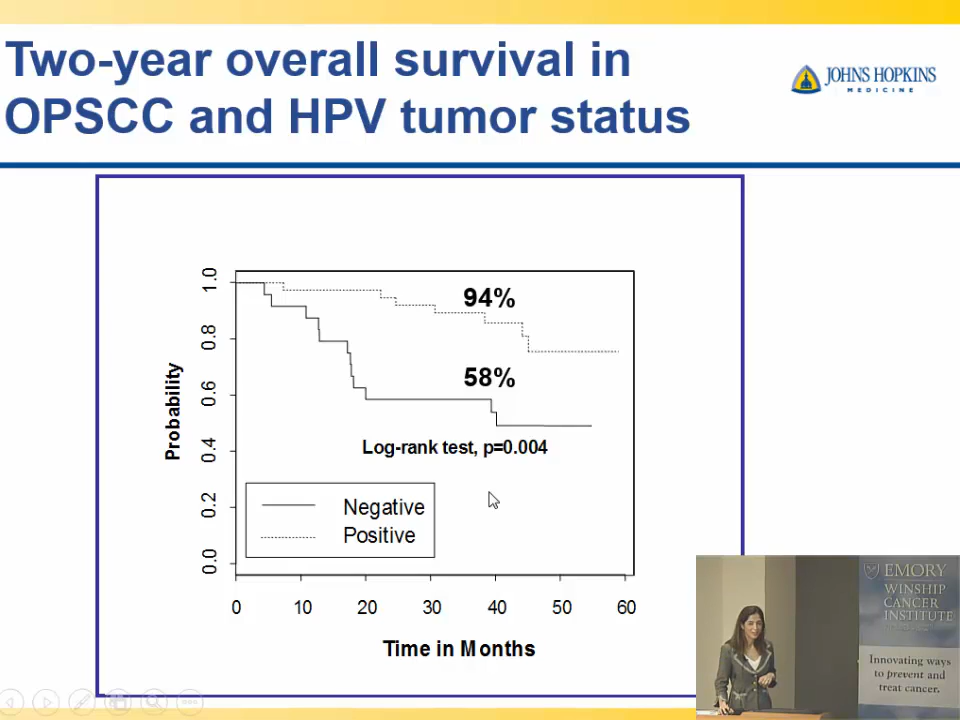 Two-year overall survival in
OPSCC and HPV tumor status
JOHNS HOPKINS
MEDICINE
1.0
0.8
0.6
0.4
0.2
0.0
Probability
94%
58%
Log-rank test, p=0.004
Negative
Positive
0 10 20 30 40 50 60
Time in Months
EMORY
WINSHIP
CANCER
INSTITUTE
Innovating ways
to prevent and
treat cancer.